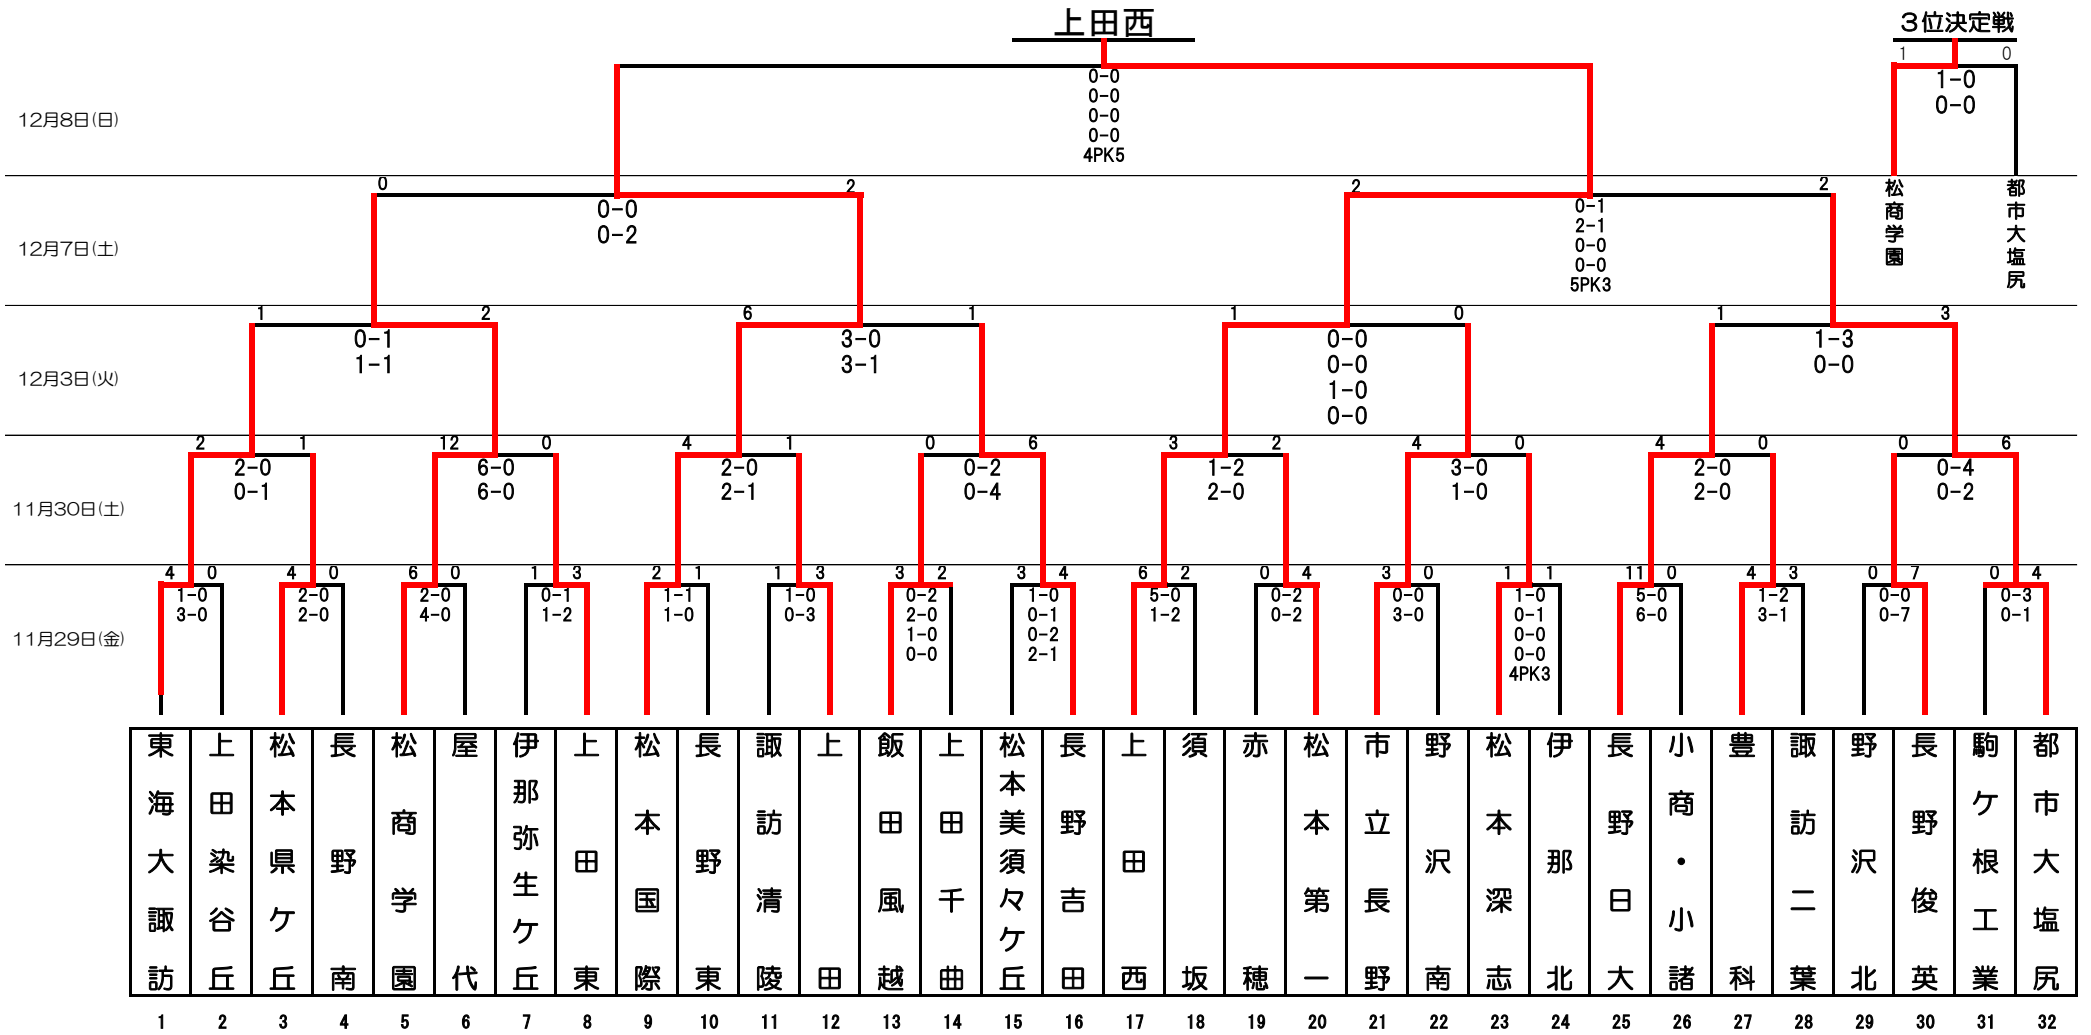 上田西
3位決定戦
1 0
1-0
0-0
0-0
0-0
0-0
0-0
4PK5
12月8日(日)
松商学園
都市大塩尻
0 2 2 2
0-0
0-2
0-1
2-1
0-0
0-0
5PK3
12月7日(土)
1 2 6 1 1 0 1 3
0-1
1-1
3-0
3-1
0-0
0-0
1-0
0-0
1-3
0-0
12月3日(火)
2 1 12 0 4 1 0 6 3 2 4 0 4 0 0 6
2-0
0-1
6-0
6-0
2-0
2-1
0-2
0-4
1-2
2-0
3-0
1-0
2-0
2-0
0-4
0-2
11月30日(土)
4 0 4 0 6 0 1 3 2 1 1 3 3 2 3 4 6 2 0 4 3 0 1 1 11 0 4 3 0 7 0 4
1-0
3-0
2-0
2-0
2-0
4-0
0-1
1-2
1-1
1-0
1-0
0-3
0-2
2-0
1-0
0-0
1-0
0-1
0-2
2-1
5-0
1-2
0-2
0-2
0-0
3-0
1-0
0-1
0-0
0-0
4PK3
5-0
6-0
1-2
3-1
0-0
0-7
0-3
0-1
11月29日(金)
東海大諏訪
上田染谷丘
松本県ケ丘
長野南
松商学園
屋代
伊那弥生ケ丘
上田東
松本国際
長野東
諏訪清陵
上田
飯田風越
上田千曲
松本美須々ケ丘
長野吉田
上田西
須坂
赤穂
松本第一
市立長野
野沢南
松本深志
伊那北
長野日大
小商・小諸
豊科
諏訪二葉
野沢北
長野俊英
駒ケ根工業
都市大塩尻
1 2 3 4 5 6 7 8 9 10 11 12 13 14 15 16 17 18 19 20 21 22 23 24 25 26 27 28 29 30 31 32